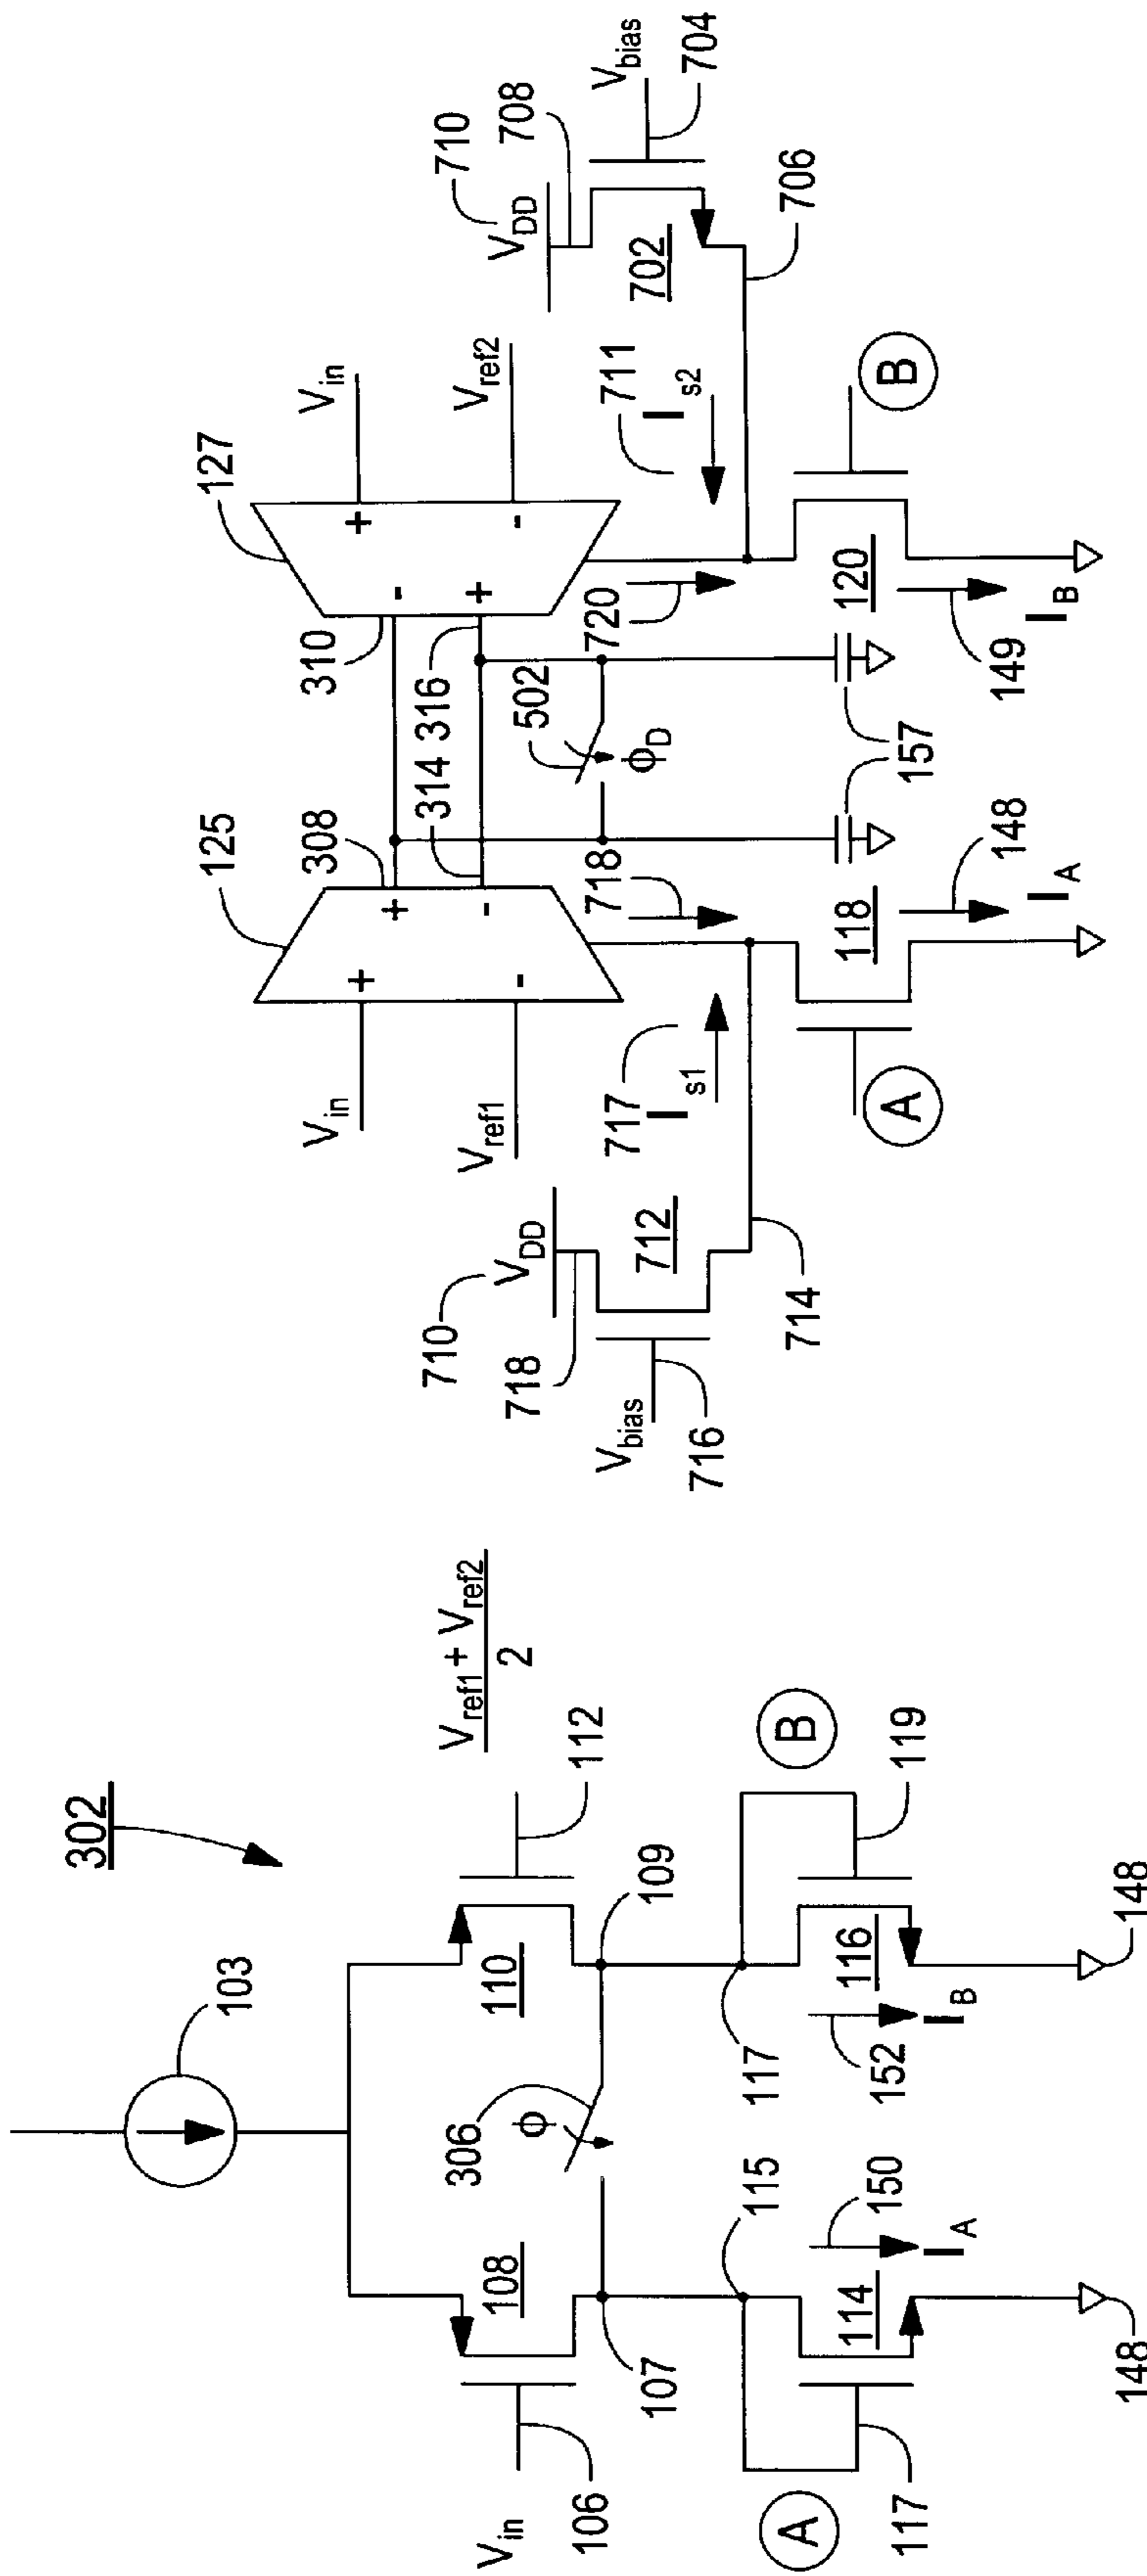 302
103
V_in
106
108
110
112
V_ref1 + V_ref2
2
107
306
Φ
109
115
117
A
117
114
150
I_A
148
116
152
I_B
148
119
B
125
127
V_in
V_ref1
+
-
308
+
-
314
310
-
+
316
+
-
V_in
V_ref2
710
V_DD
718
V_bias
716
712
714
717
I_s1
718
502
Φ_D
720
711
I_s2
710
V_DD
708
V_bias
704
702
706
A
118
148
I_A
157
120
149
I_B
B